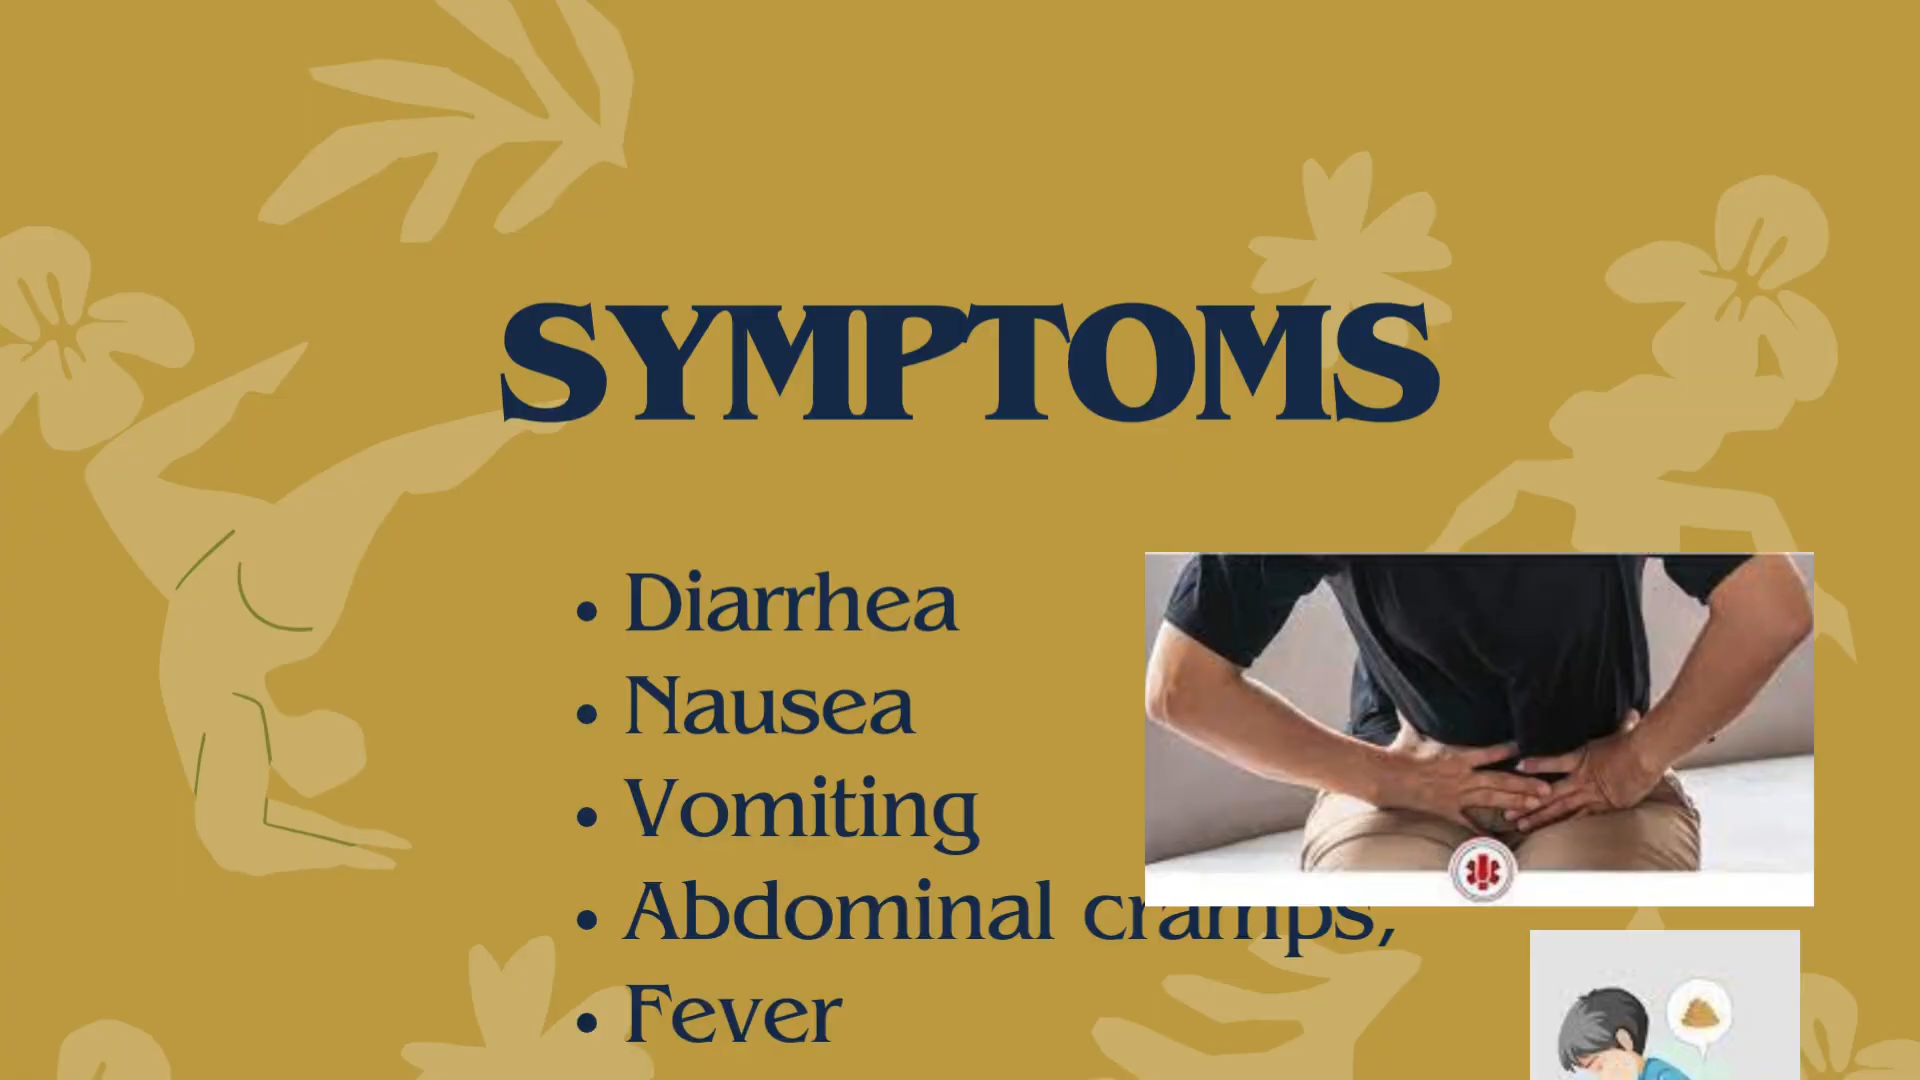 SYMPTOMS
• Diarrhea
• Nausea
• Vomiting
• Abdominal cramps,
• Fever